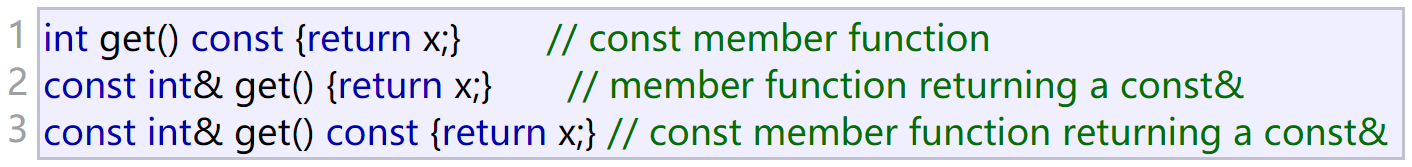 1 int get() const {return x;} // const member function
2 const int& get() {return x;} // member function returning a const&
3 const int& get() const {return x;} // const member function returning a const&